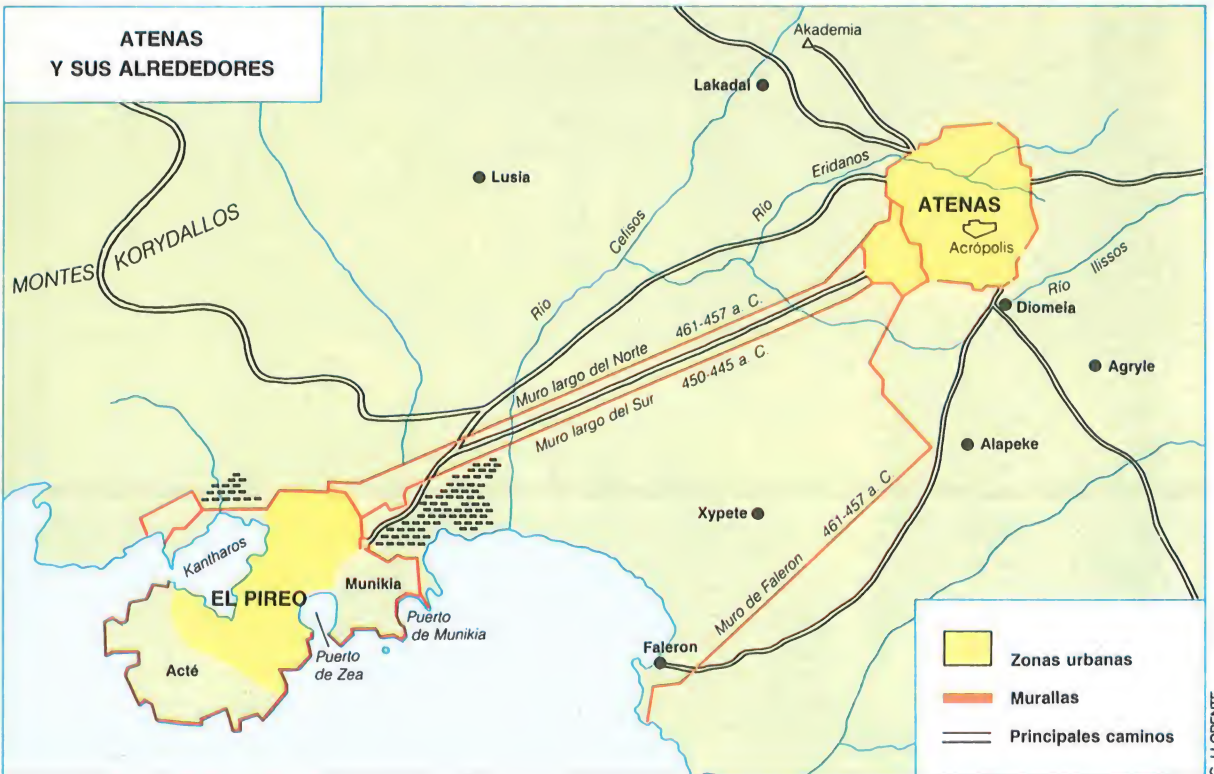 ATENAS
Y SUS ALREDEDORES
Akademia
Lakadal
Lusia
Río Eridanos
ATENAS
Acrópolis
MONTES KORYDALLOS
Río Celisos
Río Ilissos
Diomeia
Muro largo del Norte 461-457 a. C.
Muro largo del Sur 450-445 a. C.
Agryle
Alapeke
Xypete
Muro de Faleron 461-457 a. C.
Kantharos
Munikia
EL PIREO
Puerto
de Munikia
Puerto
de Zea
Acté
Faleron
Zonas urbanas
Murallas
Principales caminos
LLORENTE